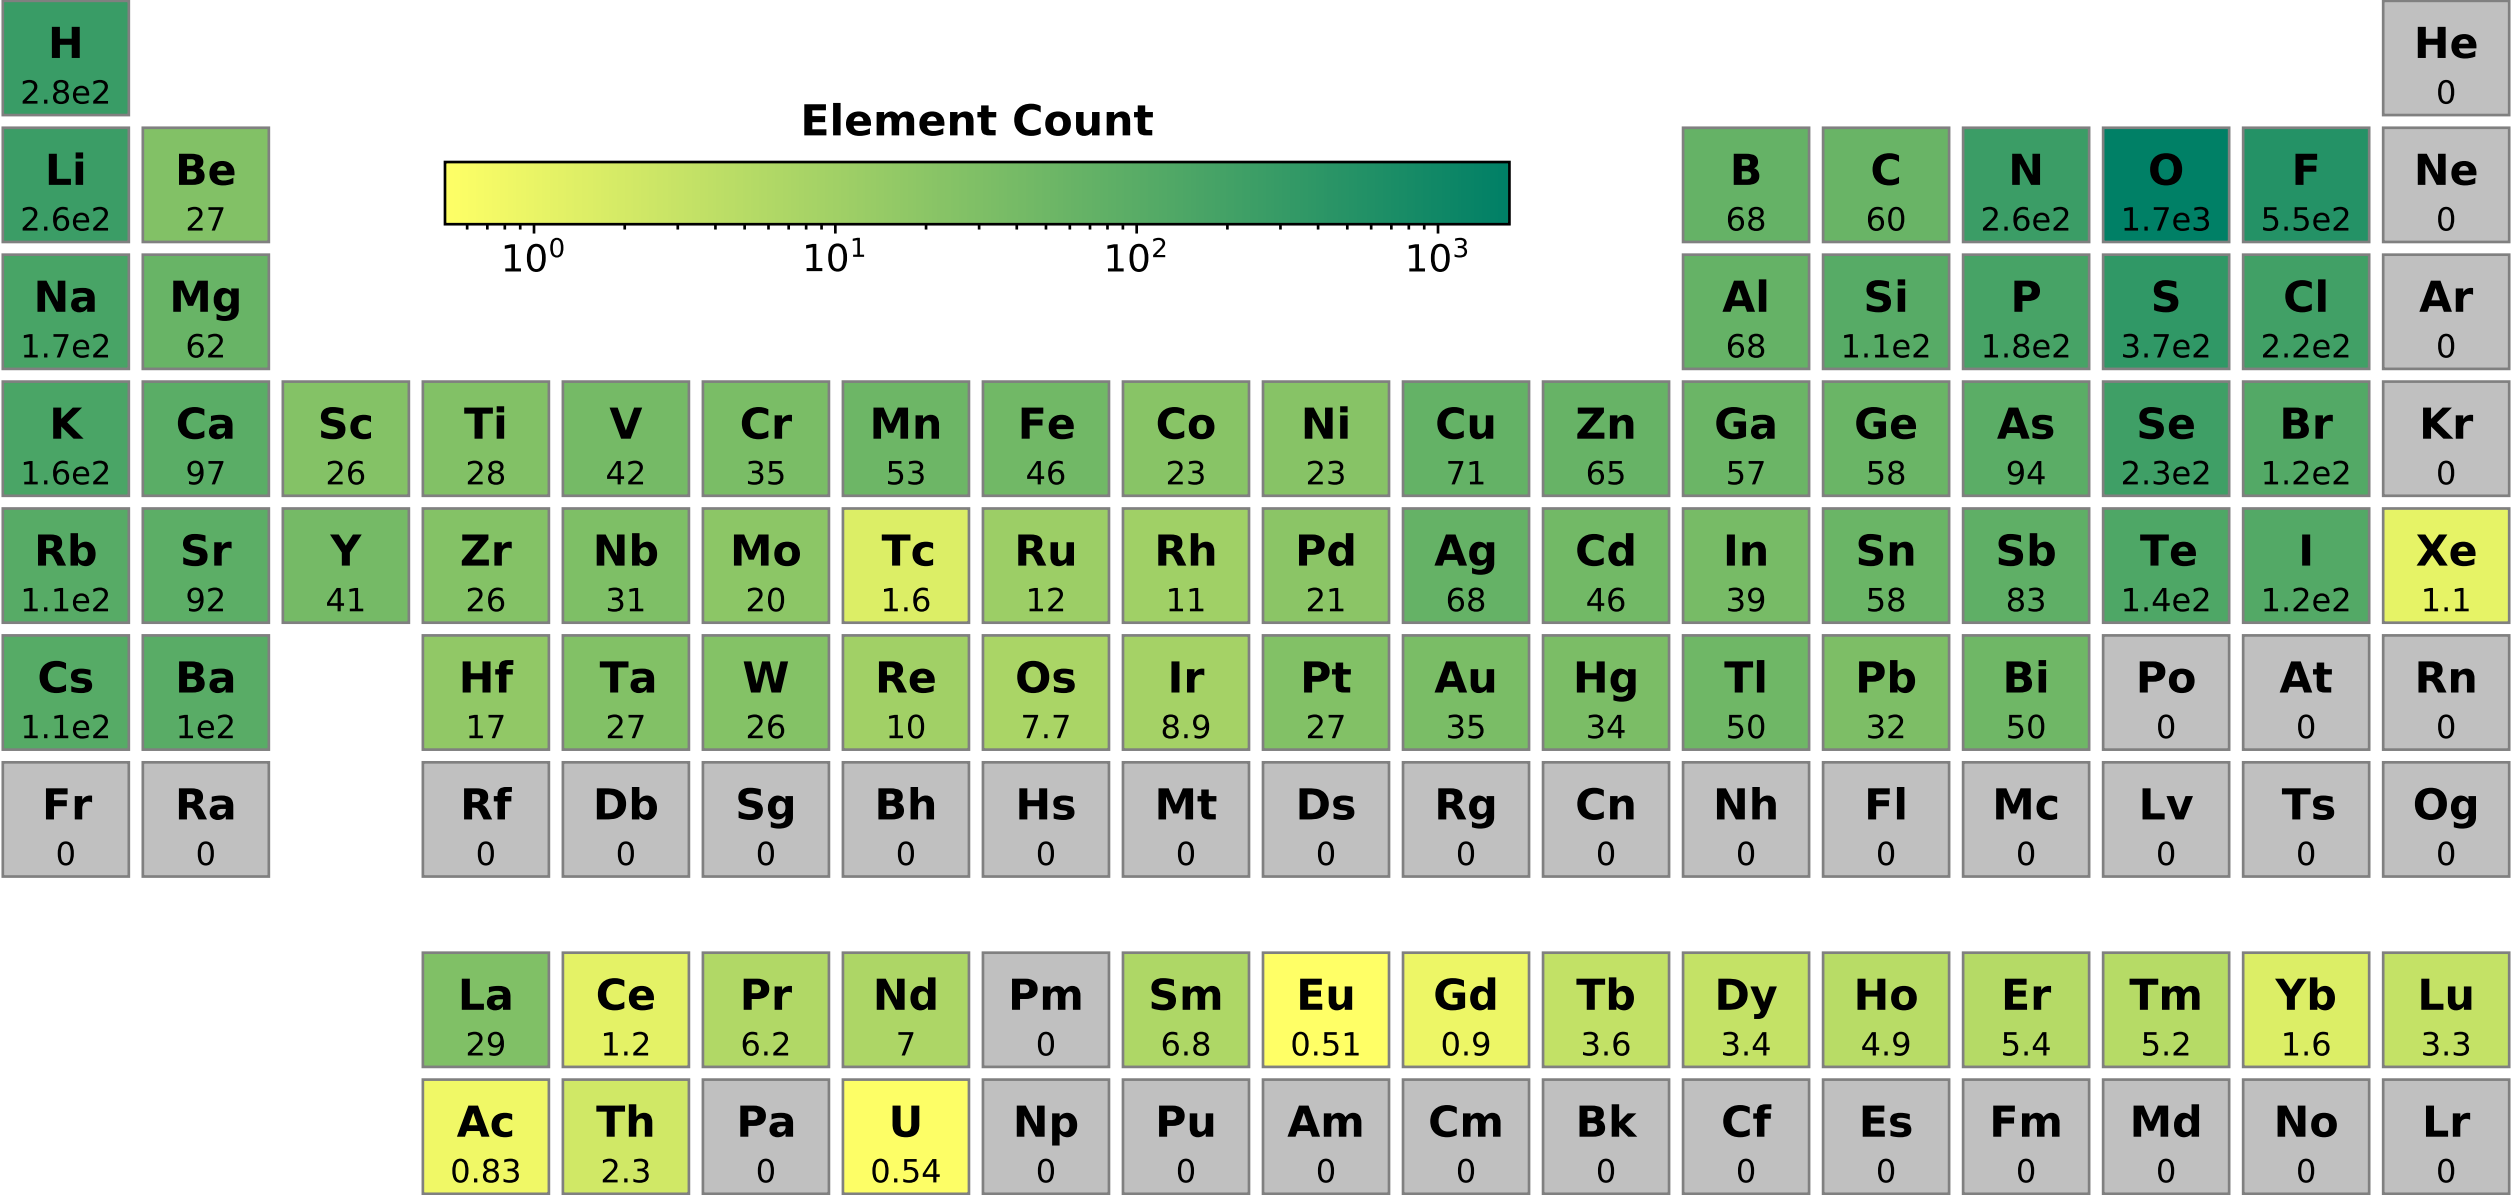 H He
2.8e2 0
Element Count
Li Be B C N O F Ne
2.6e2 27 68 60 2.6e2 1.7e3 5.5e2 0
10⁰ 10¹ 10² 10³
Na Mg Al Si P S Cl Ar
1.7e2 62 68 1.1e2 1.8e2 3.7e2 2.2e2 0
K Ca Sc Ti V Cr Mn Fe Co Ni Cu Zn Ga Ge As Se Br Kr
1.6e2 97 26 28 42 35 53 46 23 23 71 65 57 58 94 2.3e2 1.2e2 0
Rb Sr Y Zr Nb Mo Tc Ru Rh Pd Ag Cd In Sn Sb Te I Xe
1.1e2 92 41 26 31 20 1.6 12 11 21 68 46 39 58 83 1.4e2 1.2e2 1.1
Cs Ba Hf Ta W Re Os Ir Pt Au Hg Tl Pb Bi Po At Rn
1.1e2 1e2 17 27 26 10 7.7 8.9 27 35 34 50 32 50 0 0 0
Fr Ra Rf Db Sg Bh Hs Mt Ds Rg Cn Nh Fl Mc Lv Ts Og
0 0 0 0 0 0 0 0 0 0 0 0 0 0 0 0 0
La Ce Pr Nd Pm Sm Eu Gd Tb Dy Ho Er Tm Yb Lu
29 1.2 6.2 7 0 6.8 0.51 0.9 3.6 3.4 4.9 5.4 5.2 1.6 3.3
Ac Th Pa U Np Pu Am Cm Bk Cf Es Fm Md No Lr
0.83 2.3 0 0.54 0 0 0 0 0 0 0 0 0 0 0